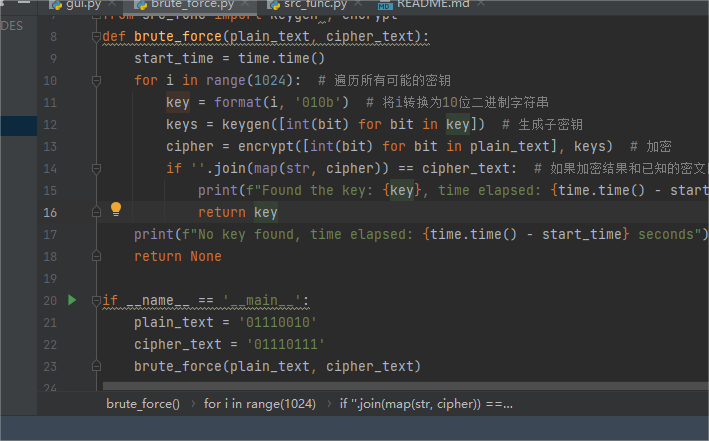 gui.py × brute_force.py × src_func.py × README.md ×
DES
from src_func import keygen, encrypt
8 def brute_force(plain_text, cipher_text):
9 start_time = time.time()
10 for i in range(1024): # 遍历所有可能的密钥
11 key = format(i, '010b') # 将i转换为10位二进制字符串
12 keys = keygen([int(bit) for bit in key]) # 生成子密钥
13 cipher = encrypt([int(bit) for bit in plain_text], keys) # 加密
14 if ''.join(map(str, cipher)) == cipher_text: # 如果加密结果和已知的密文
15 print(f"Found the key: {key}, time elapsed: {time.time() - start
16 return key
17 print(f"No key found, time elapsed: {time.time() - start_time} seconds")
18 return None
19
20 if __name__ == '__main__':
21 plain_text = '01110010'
22 cipher_text = '01110111'
23 brute_force(plain_text, cipher_text)
24
brute_force() › for i in range(1024) › if ''.join(map(str, cipher)) ==...